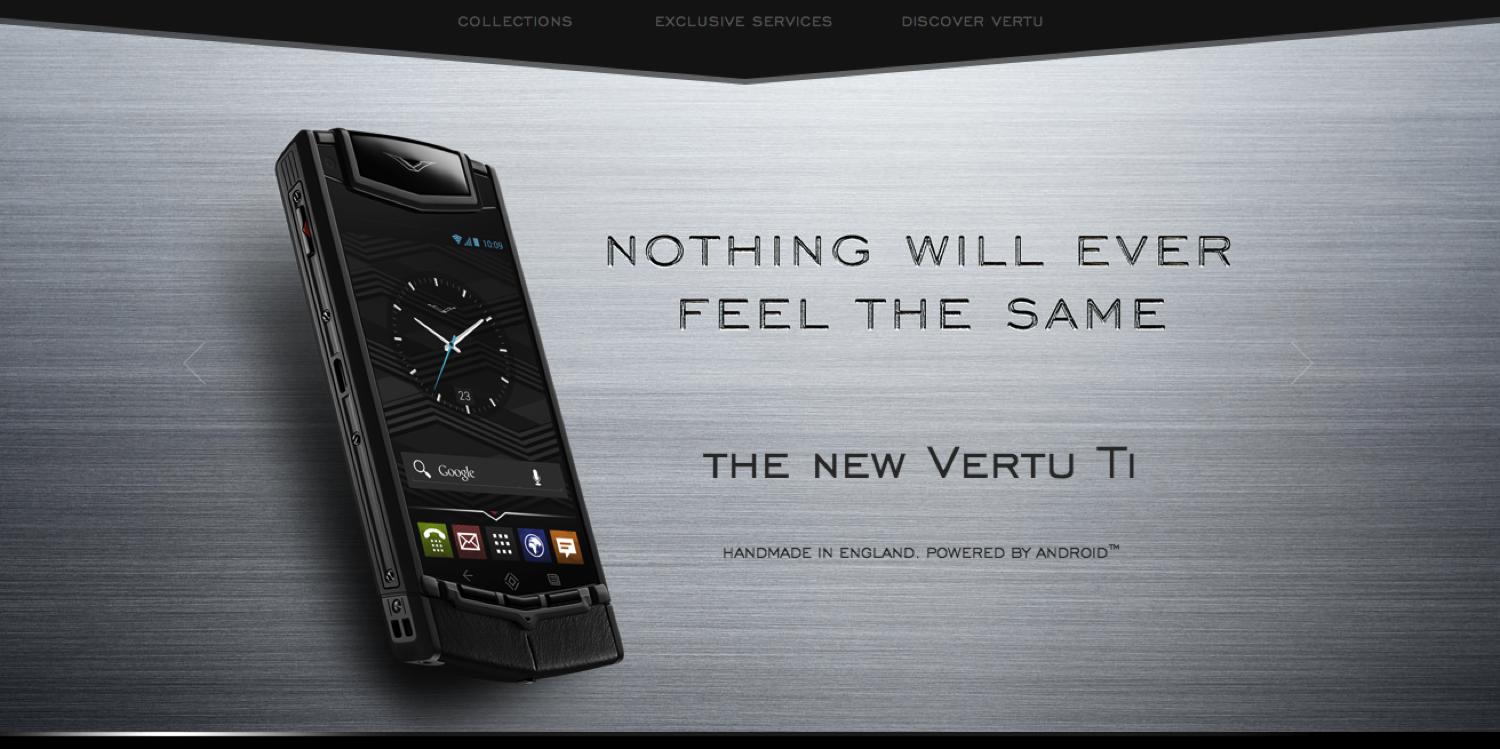 COLLECTIONS
EXCLUSIVE SERVICES
DISCOVER VERTU
10:09
NOTHING WILL EVER
FEEL THE SAME
23
Google
THE NEW VERTU TI
HANDMADE IN ENGLAND. POWERED BY ANDROID™